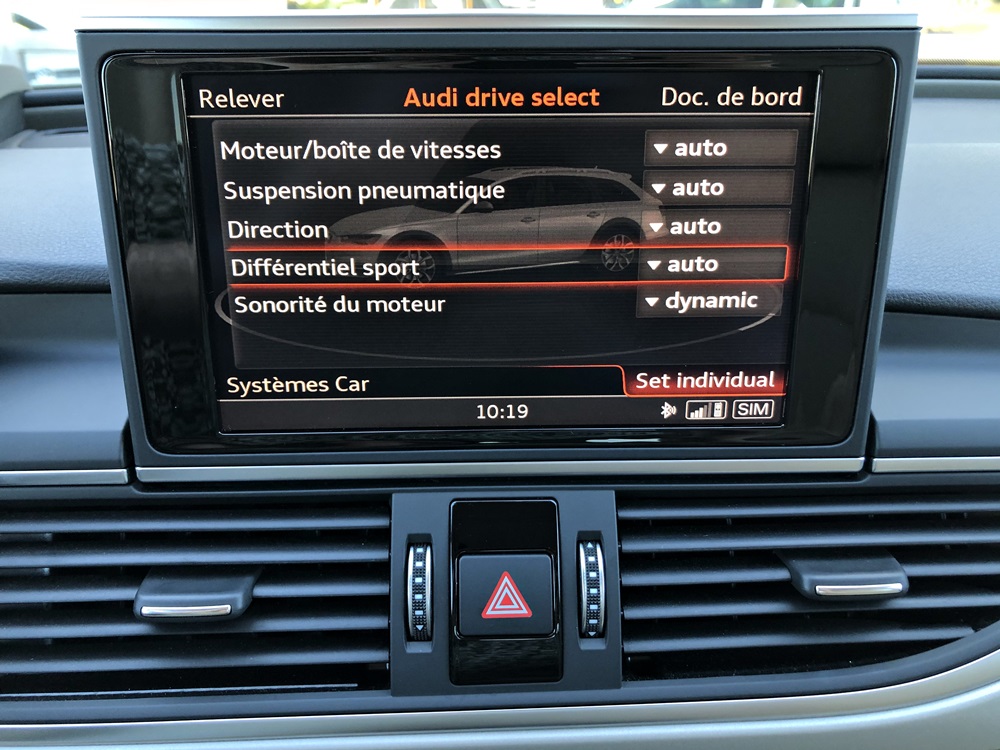 Relever Audi drive select Doc. de bord
Moteur/boîte de vitesses auto
Suspension pneumatique auto
Direction auto
Différentiel sport auto
Sonorité du moteur dynamic
Systèmes Car Set individual
10:19 SIM